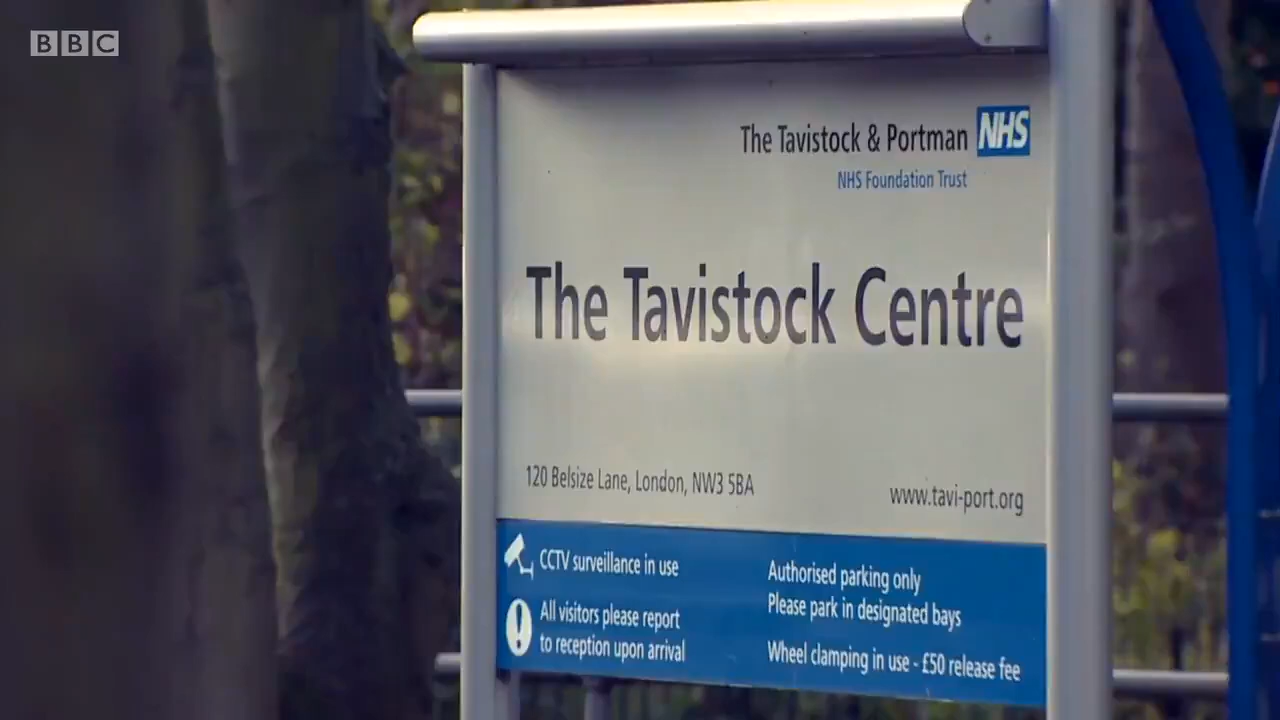 BBC
The Tavistock & Portman NHS
NHS Foundation Trust
The Tavistock Centre
120 Belsize Lane, London, NW3 5BA
www.tavi-port.org
CCTV surveillance in use
All visitors please report
to reception upon arrival
Authorised parking only
Please park in designated bays
Wheel clamping in use - £50 release fee